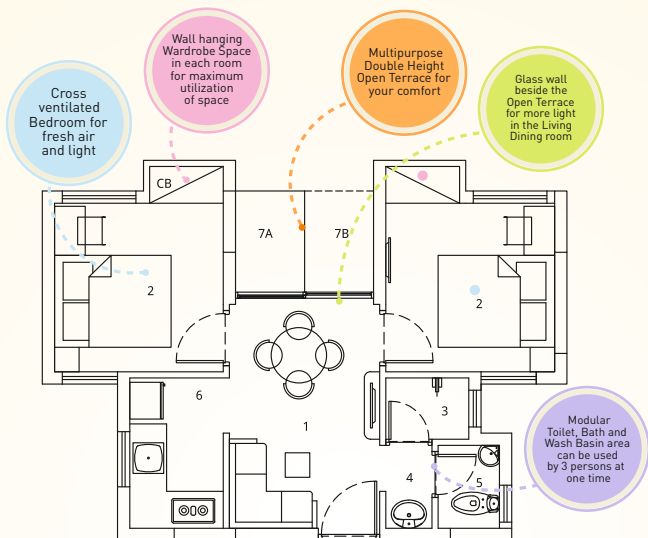 Cross
ventilated
Bedroom for
fresh air
and light
Wall hanging
Wardrobe Space
in each room
for maximum
utilization
of space
Multipurpose
Double Height
Open Terrace for
your comfort
Glass wall
beside the
Open Terrace
for more light
in the Living
Dining room
CB
7A
7B
2
2
6
1
3
4
5
Modular
Toilet, Bath and
Wash Basin area
can be used
by 3 persons at
one time